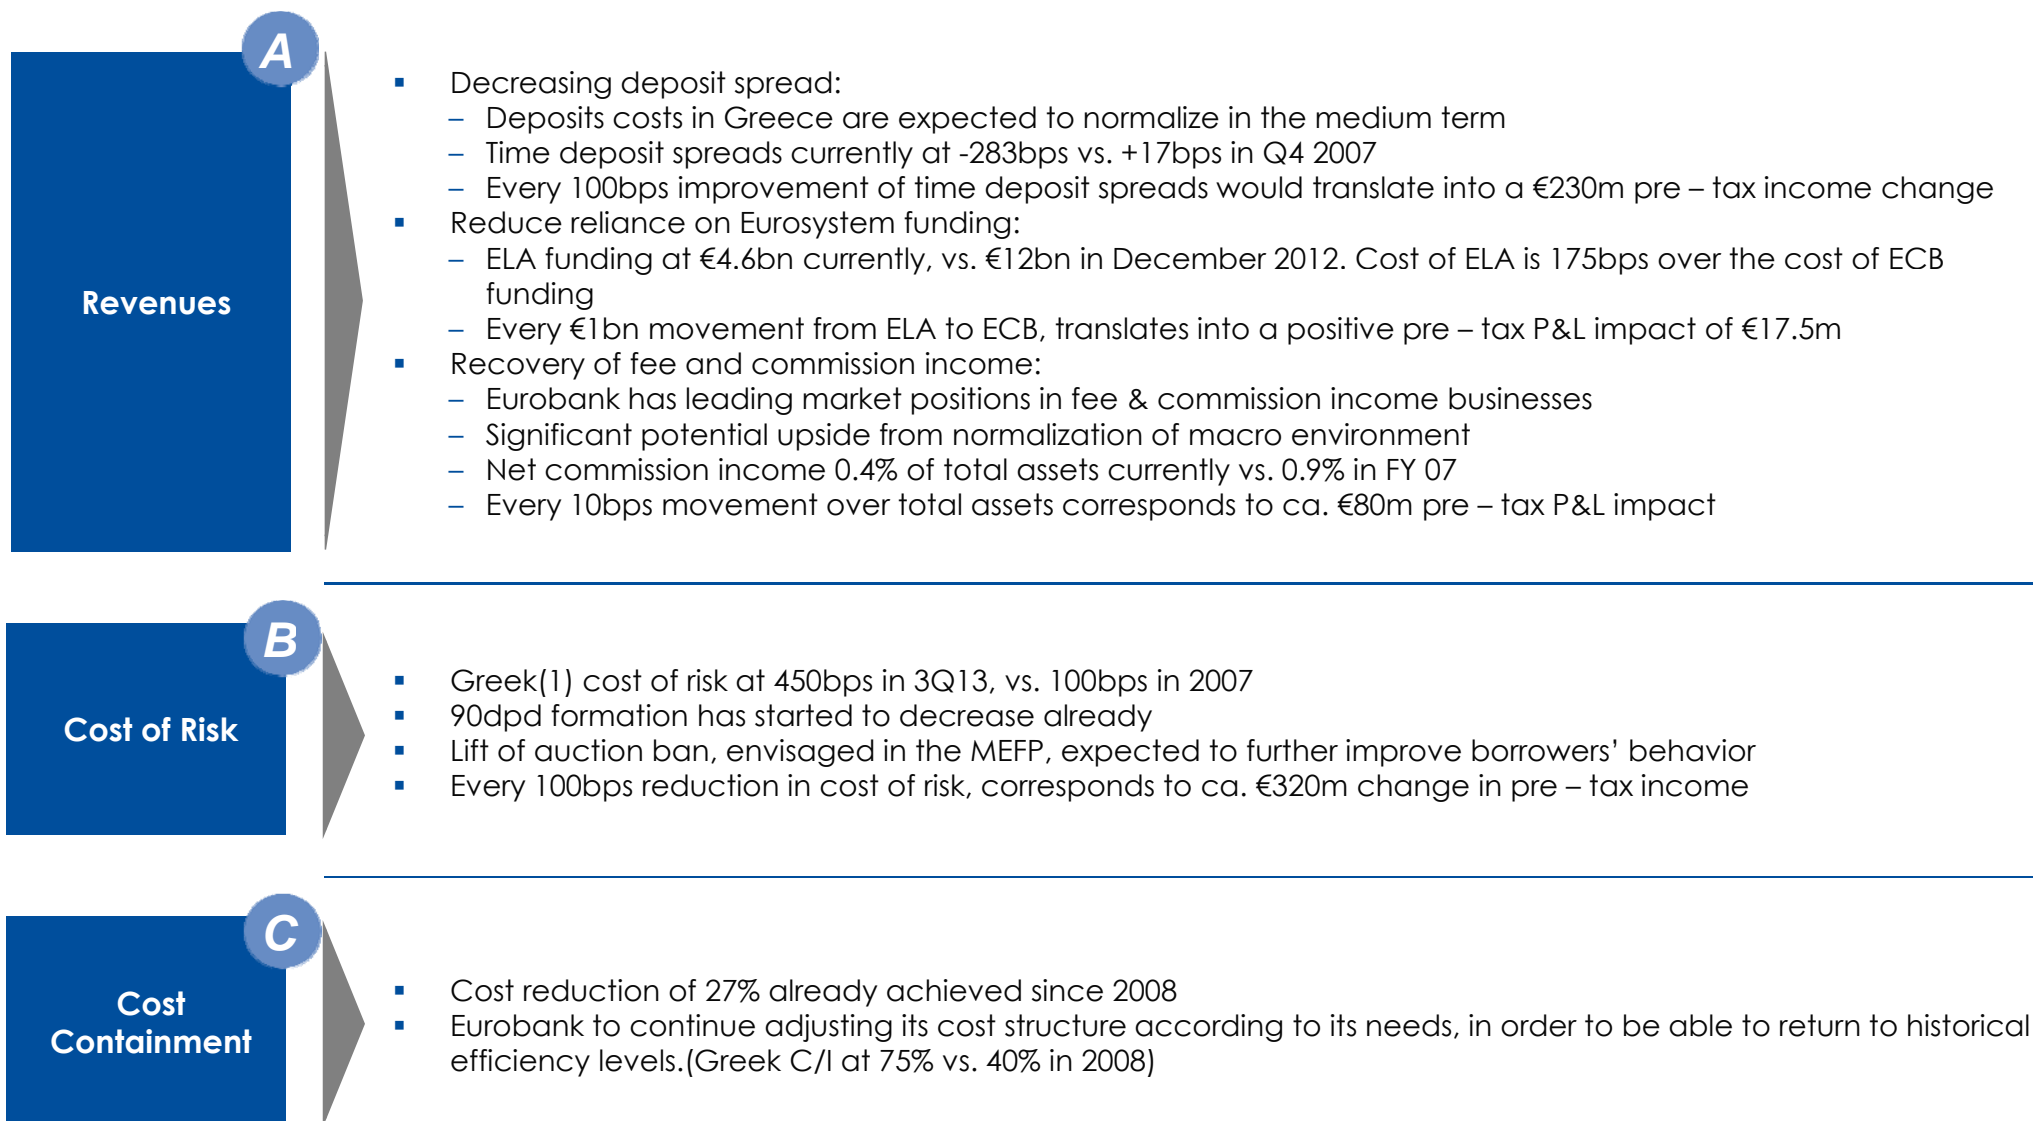 A
Revenues
▪ Decreasing deposit spread:
– Deposits costs in Greece are expected to normalize in the medium term
– Time deposit spreads currently at -283bps vs. +17bps in Q4 2007
– Every 100bps improvement of time deposit spreads would translate into a €230m pre – tax income change
▪ Reduce reliance on Eurosystem funding:
– ELA funding at €4.6bn currently, vs. €12bn in December 2012. Cost of ELA is 175bps over the cost of ECB
funding
– Every €1bn movement from ELA to ECB, translates into a positive pre – tax P&L impact of €17.5m
▪ Recovery of fee and commission income:
– Eurobank has leading market positions in fee & commission income businesses
– Significant potential upside from normalization of macro environment
– Net commission income 0.4% of total assets currently vs. 0.9% in FY 07
– Every 10bps movement over total assets corresponds to ca. €80m pre – tax P&L impact
B
Cost of Risk
▪ Greek(1) cost of risk at 450bps in 3Q13, vs. 100bps in 2007
▪ 90dpd formation has started to decrease already
▪ Lift of auction ban, envisaged in the MEFP, expected to further improve borrowers’ behavior
▪ Every 100bps reduction in cost of risk, corresponds to ca. €320m change in pre – tax income
C
Cost
Containment
▪ Cost reduction of 27% already achieved since 2008
▪ Eurobank to continue adjusting its cost structure according to its needs, in order to be able to return to historical
efficiency levels.(Greek C/I at 75% vs. 40% in 2008)